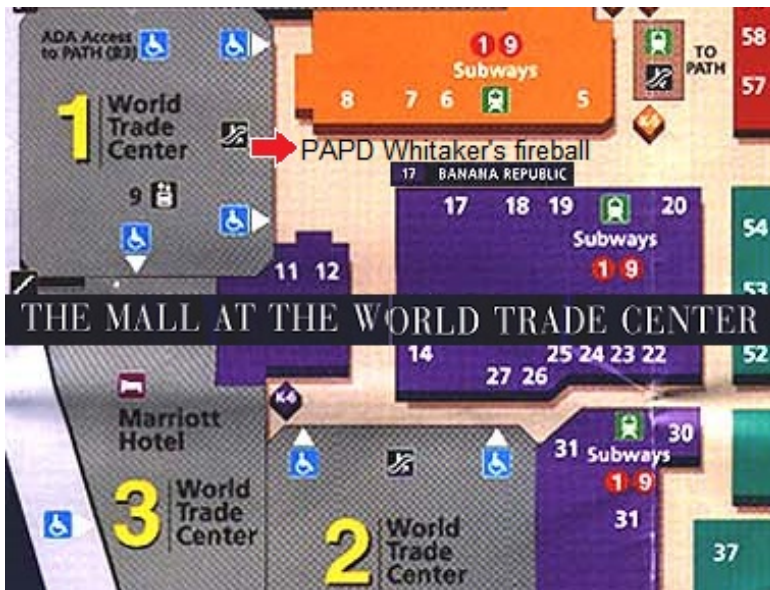 ADA Access
to PATH (B3)
1
World
Trade
Center
9
1 9
Subways
8 7 6 5
TO
PATH
58
57
PAPD Whitaker's fireball
17 BANANA REPUBLIC
17 18 19 20
Subways
1 9
54
53
11 12
THE MALL AT THE WORLD TRADE CENTER
14
25 24 23 22
27 26
52
K-6
Marriott
Hotel
3
World
Trade
Center
2
World
Trade
Center
31
Subways
30
1 9
31
37